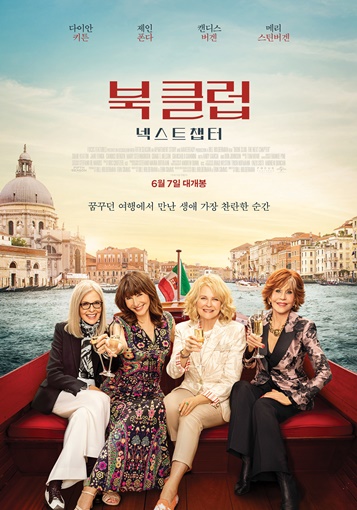 다이안 키튼
제인 폰다
캔디스 버겐
메리 스틴버겐
북클럽
넥스트 챕터
6월 7일 대개봉
꿈꾸던 여행에서 만난 생애 가장 찬란한 순간